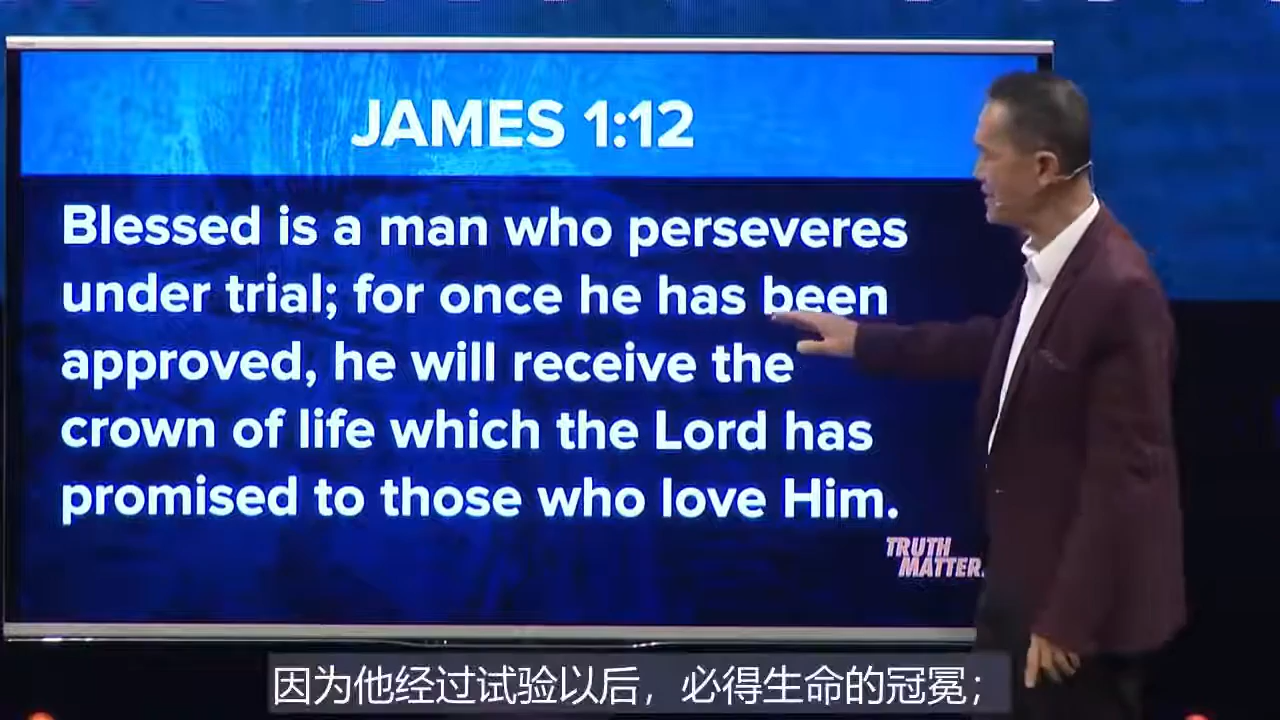 JAMES 1:12
Blessed is a man who perseveres
under trial; for once he has been
approved, he will receive the
crown of life which the Lord has
promised to those who love Him.
TRUTH
MATTER
因为他经过试验以后，必得生命的冠冕；